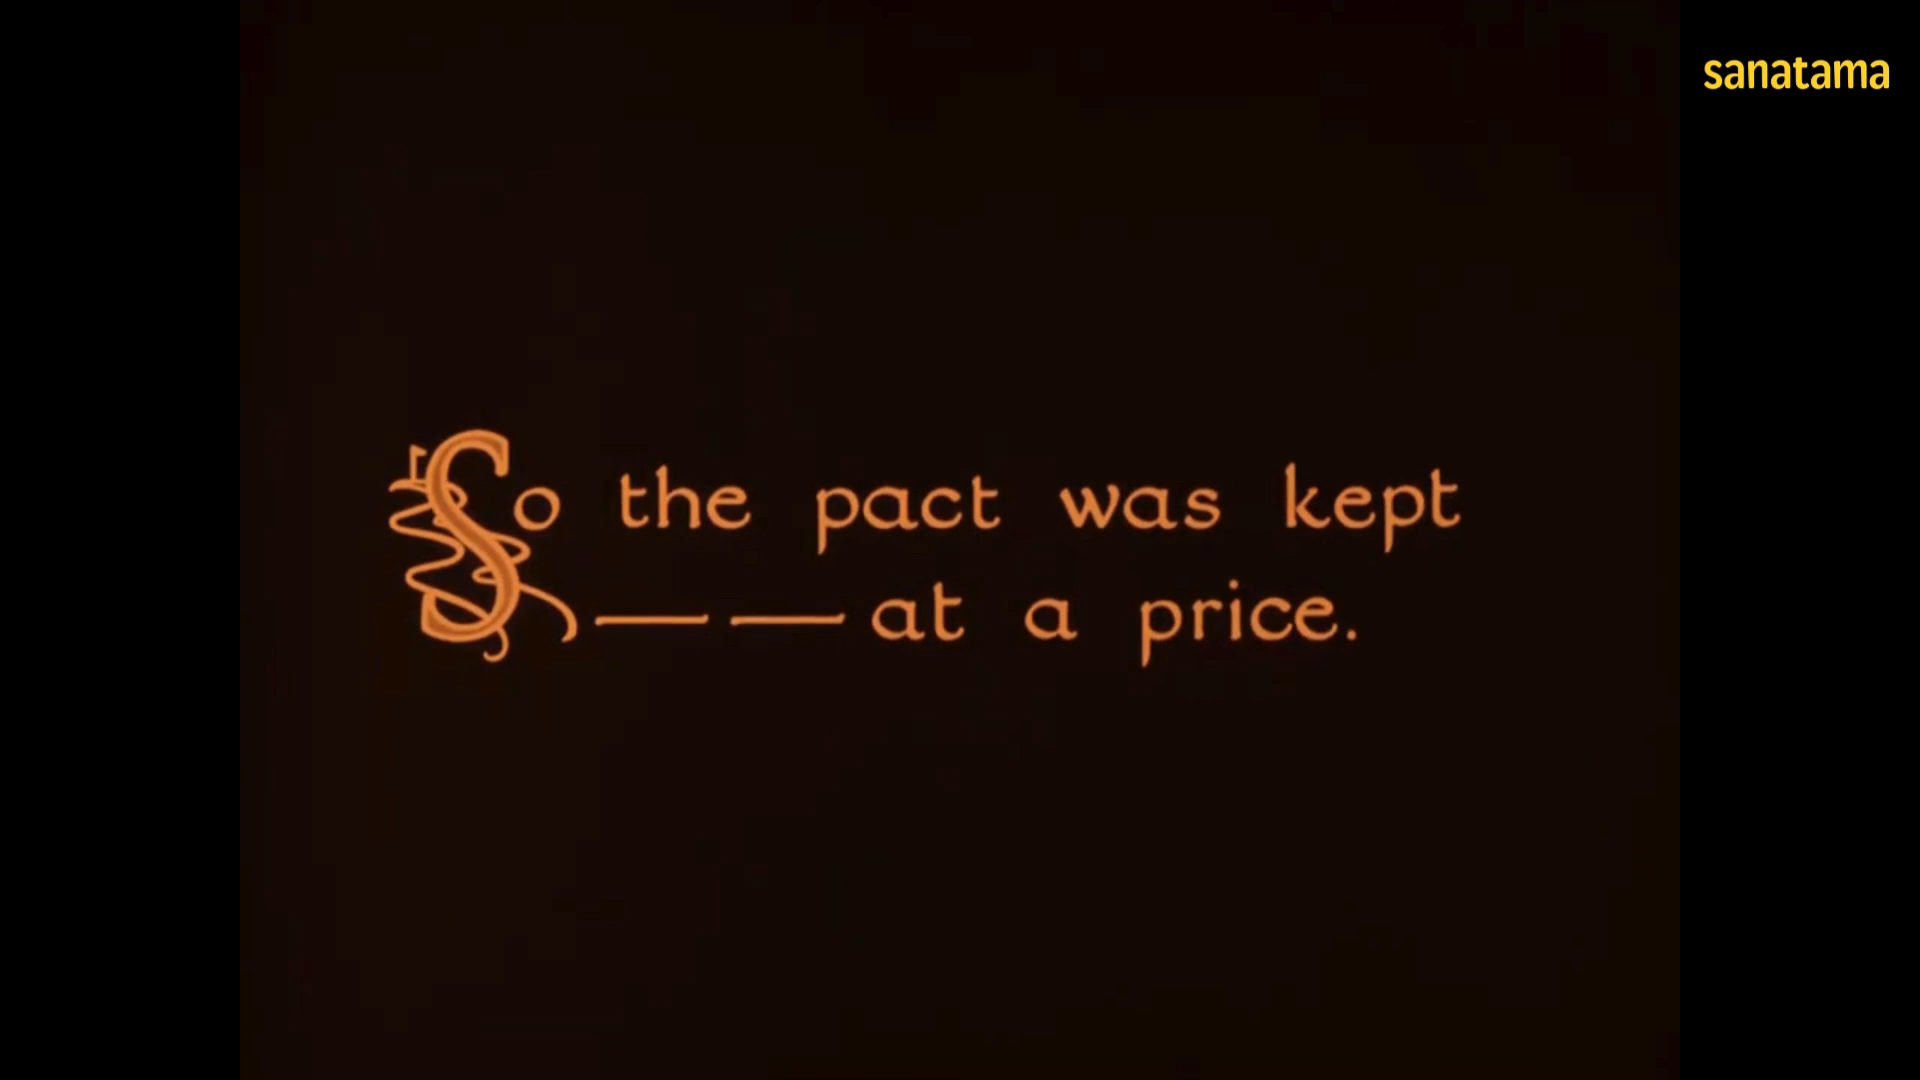 sanatama
So the pact was kept
— — at a price.